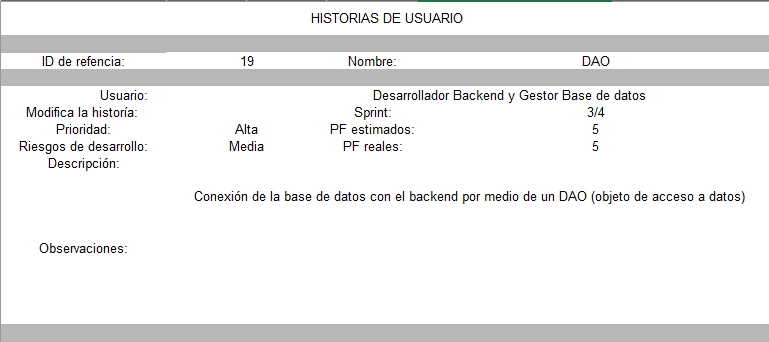 HISTORIAS DE USUARIO
ID de refencia: 19 Nombre: DAO
Usuario: Desarrollador Backend y Gestor Base de datos
Modifica la historía: Sprint: 3/4
Prioridad: Alta PF estimados: 5
Riesgos de desarrollo: Media PF reales: 5
Descripción:
Conexión de la base de datos con el backend por medio de un DAO (objeto de acceso a datos)
Observaciones: